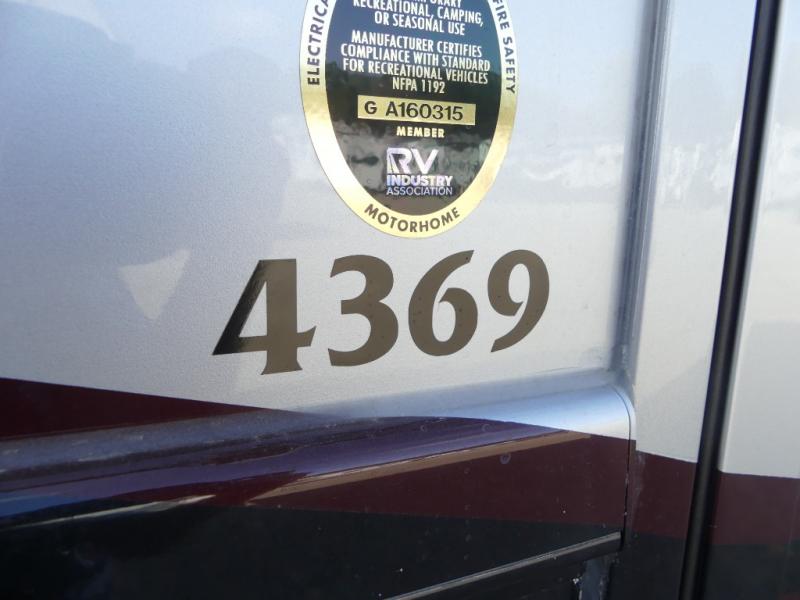 ELECTRICA
FIRE SAFETY
RECREATIONAL, CAMPING,
OR SEASONAL USE
MANUFACTURER CERTIFIES
COMPLIANCE WITH STANDARD
FOR RECREATIONAL VEHICLES
NFPA 1192
G A160315
MEMBER
RV
INDUSTRY
ASSOCIATION
MOTORHOME
4369